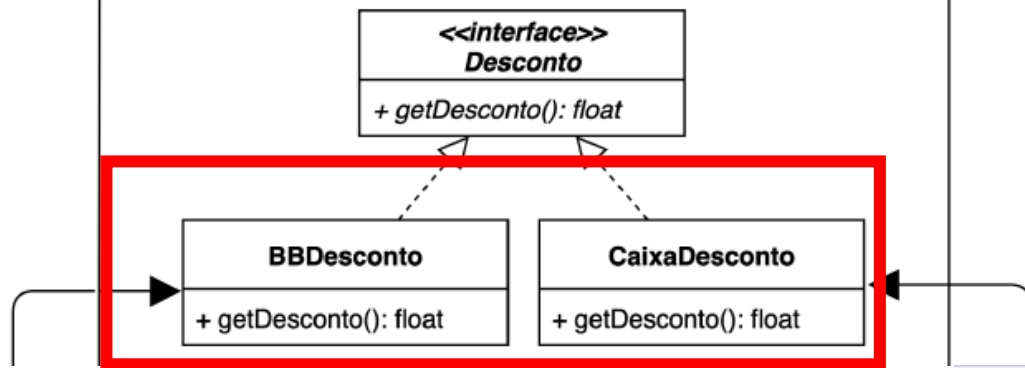 <<interface>>
Desconto
+ getDesconto(): float
BBDesconto
CaixaDesconto
+ getDesconto(): float
+ getDesconto(): float